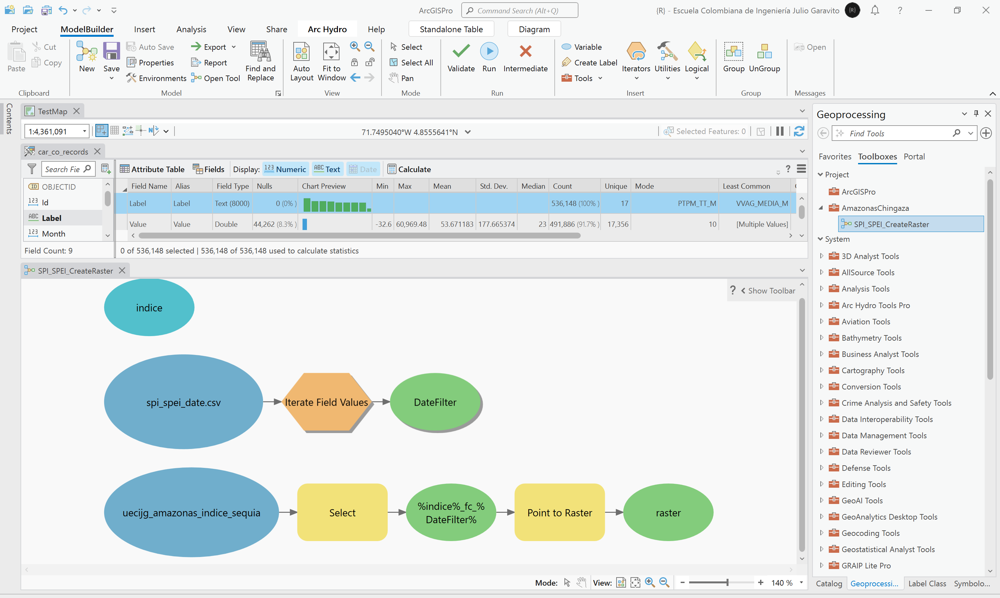 ArcGISPro
Command Search (Alt+Q)
{R} - Escuela Colombiana de Ingeniería Julio Garavito
{R}
?
Project
ModelBuilder
Insert
Analysis
View
Share
Arc Hydro
Help
Standalone Table
Diagram
Paste
Cut
Copy
Clipboard
New
Save
Auto Save
Properties
Environments
Export
Report
Open Tool
Find and
Replace
Model
Auto
Layout
Fit to
Window
View
Select
Select All
Pan
Mode
Validate
Run
Intermediate
Run
Variable
Create Label
Tools
Iterators
Utilities
Logical
Insert
Group
UnGroup
Group
Open
Messages
Contents
TestMap
1:4,361,091
71.7495040°W 4.8555641°N
Selected Features: 0
car_co_records
Search Fie
Attribute Table
Fields
Display:
123 Numeric
ABC Text
Date
Calculate
?
ID OBJECTID
123 Id
ABC Label
123 Month
Field Count: 9
Field Name Alias Field Type Nulls Chart Preview Min Max Mean Std. Dev. Median Count Unique Mode Least Common
Label Label Text (8000) 0 (0% ) 536,148 (100% ) 17 PTPM_TT_M VVAG_MEDIA_M
Value Value Double 44,262 (8.3% ) -32.6 60,969.48 53.671183 177.665374 23 491,886 (91.7% ) 17,356 10 [Multiple Values]
0 of 536,148 selected | 536,148 of 536,148 used to calculate statistics
SPI_SPEI_CreateRaster
? Show Toolbar
indice
spi_spei_date.csv
Iterate Field Values
DateFilter
uecijg_amazonas_indice_sequia
Select
%indice%_fc_%
DateFilter%
Point to Raster
raster
Mode:
View:
140 %
Geoprocessing
Find Tools
Favorites
Toolboxes
Portal
Project
ArcGISPro
AmazonasChingaza
SPI_SPEI_CreateRaster
System
3D Analyst Tools
AllSource Tools
Analysis Tools
Arc Hydro Tools Pro
Aviation Tools
Bathymetry Tools
Business Analyst Tools
Cartography Tools
Conversion Tools
Crime Analysis and Safety Tools
Data Interoperability Tools
Data Management Tools
Data Reviewer Tools
Defense Tools
Editing Tools
GeoAI Tools
GeoAnalytics Desktop Tools
Geocoding Tools
Geostatistical Analyst Tools
GRAIP Lite Pro
Catalog
Geoprocessi...
Label Class
Symbolo...